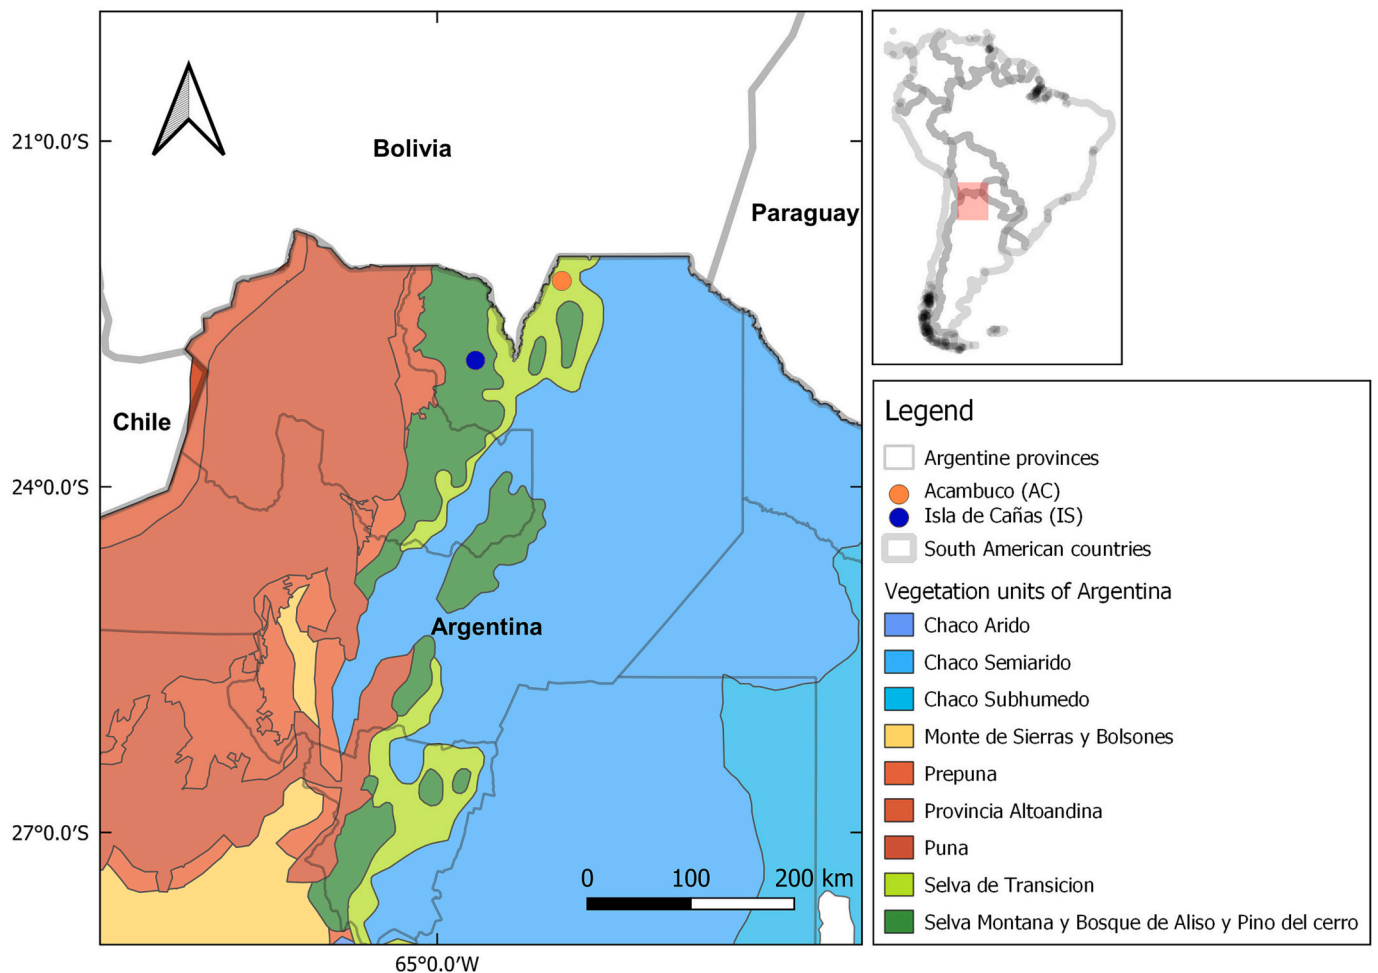 21°0.0'S
24°0.0'S
27°0.0'S
65°0.0'W
Bolivia
Paraguay
Chile
Argentina
0 100 200 km
Legend
Argentine provinces
Acambuco (AC)
Isla de Cañas (IS)
South American countries
Vegetation units of Argentina
Chaco Arido
Chaco Semiarido
Chaco Subhumedo
Monte de Sierras y Bolsones
Prepuna
Provincia Altoandina
Puna
Selva de Transicion
Selva Montana y Bosque de Aliso y Pino del cerro